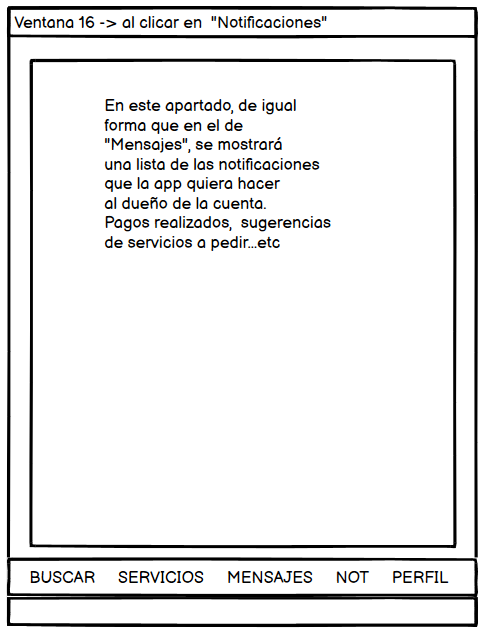 Ventana 16 -> al clicar en "Notificaciones"
En este apartado, de igual
forma que en el de
"Mensajes", se mostrará
una lista de las notificaciones
que la app quiera hacer
al dueño de la cuenta.
Pagos realizados, sugerencias
de servicios a pedir...etc
BUSCAR SERVICIOS MENSAJES NOT PERFIL